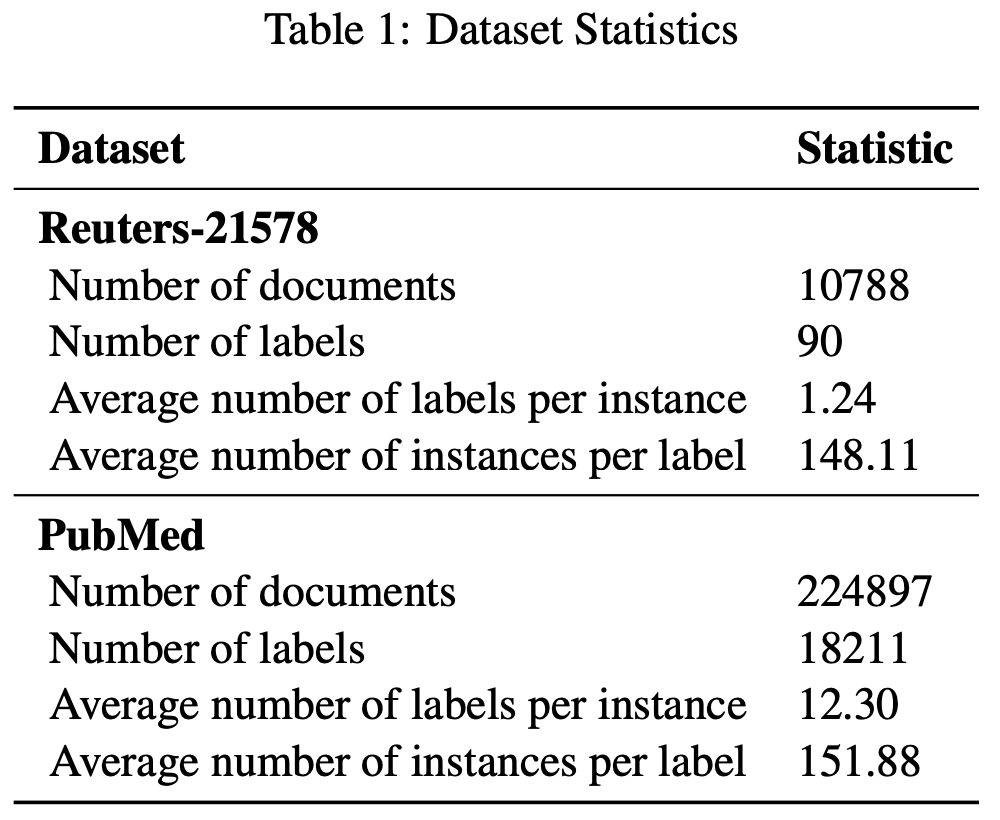 Table 1: Dataset Statistics
Dataset Statistic
Reuters-21578
Number of documents 10788
Number of labels 90
Average number of labels per instance 1.24
Average number of instances per label 148.11
PubMed
Number of documents 224897
Number of labels 18211
Average number of labels per instance 12.30
Average number of instances per label 151.88